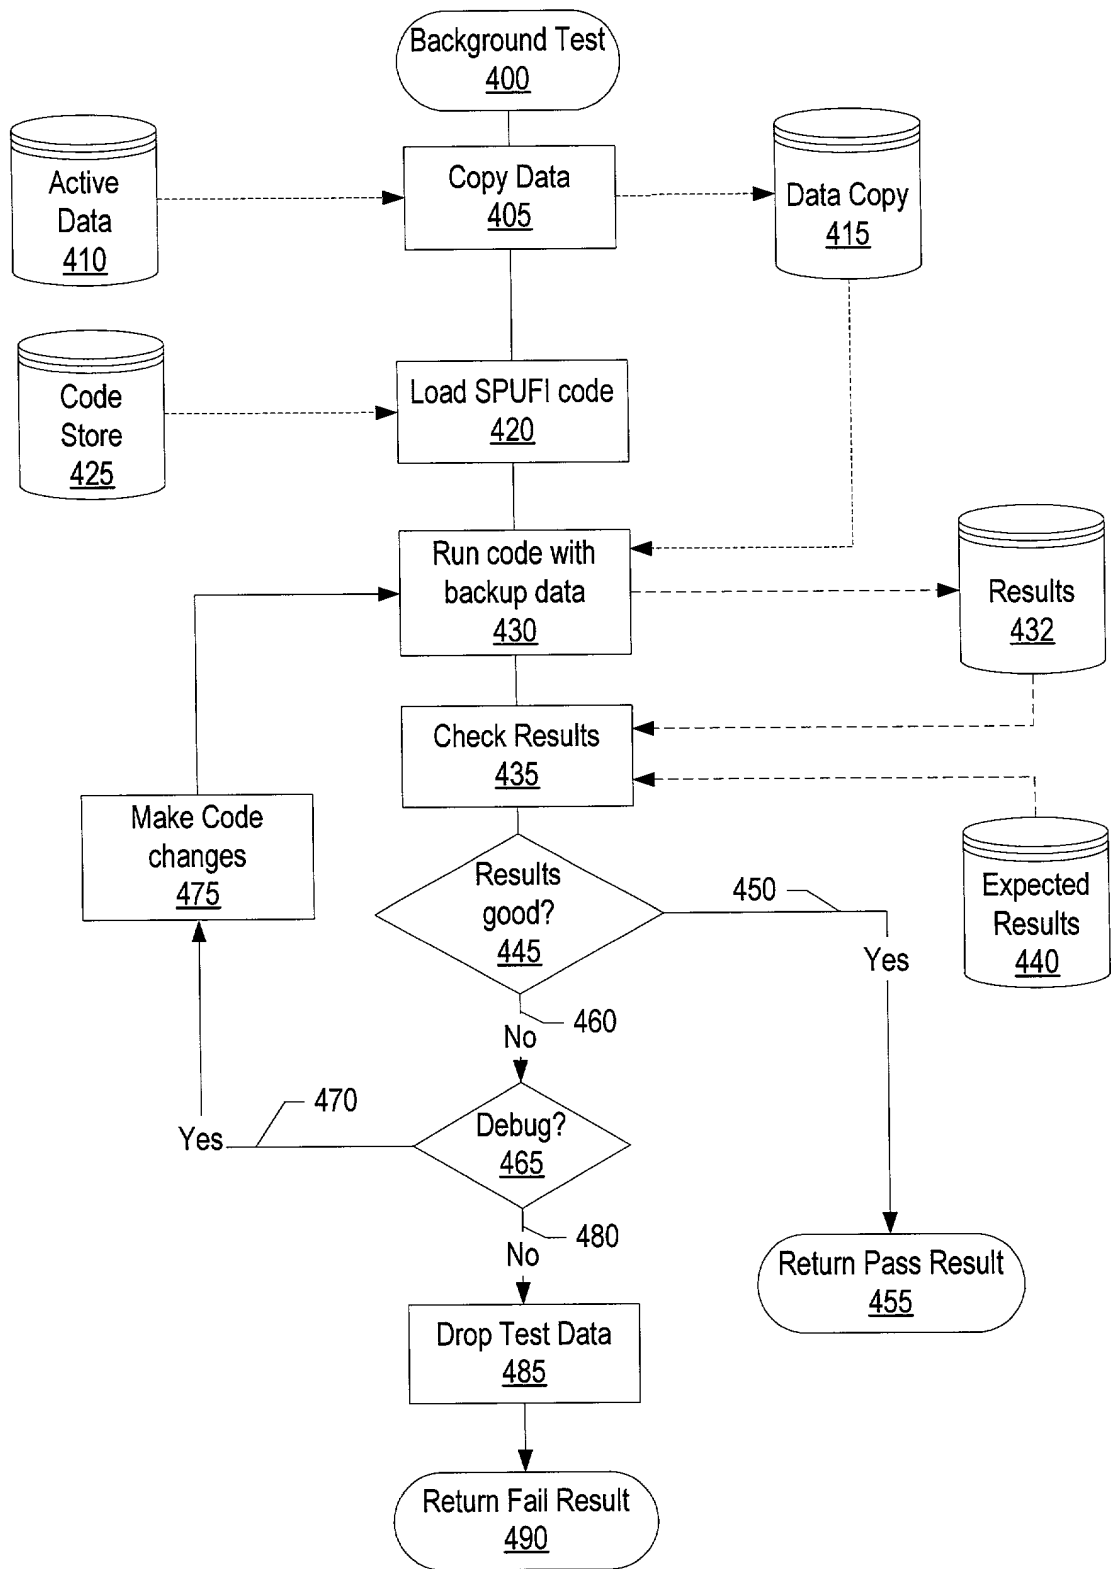 Background Test
400
Active
Data
410
Copy Data
405
Data Copy
415
Code
Store
425
Load SPUFI code
420
Run code with
backup data
430
Results
432
Check Results
435
Make Code
changes
475
Results
good?
445
450
Yes
Expected
Results
440
460
No
470
Yes
Debug?
465
480
No
Return Pass Result
455
Drop Test Data
485
Return Fail Result
490